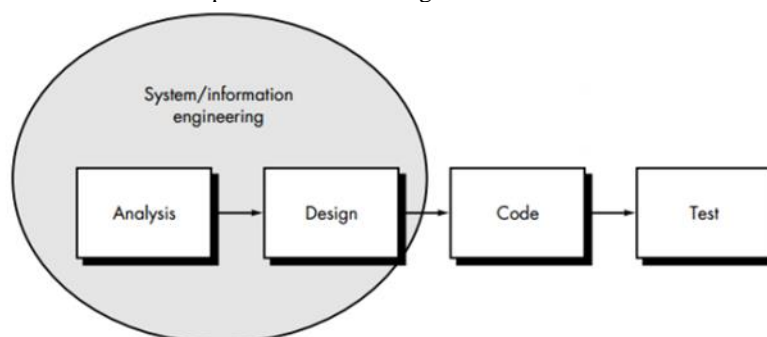 System/information
engineering
Analysis
Design
Code
Test